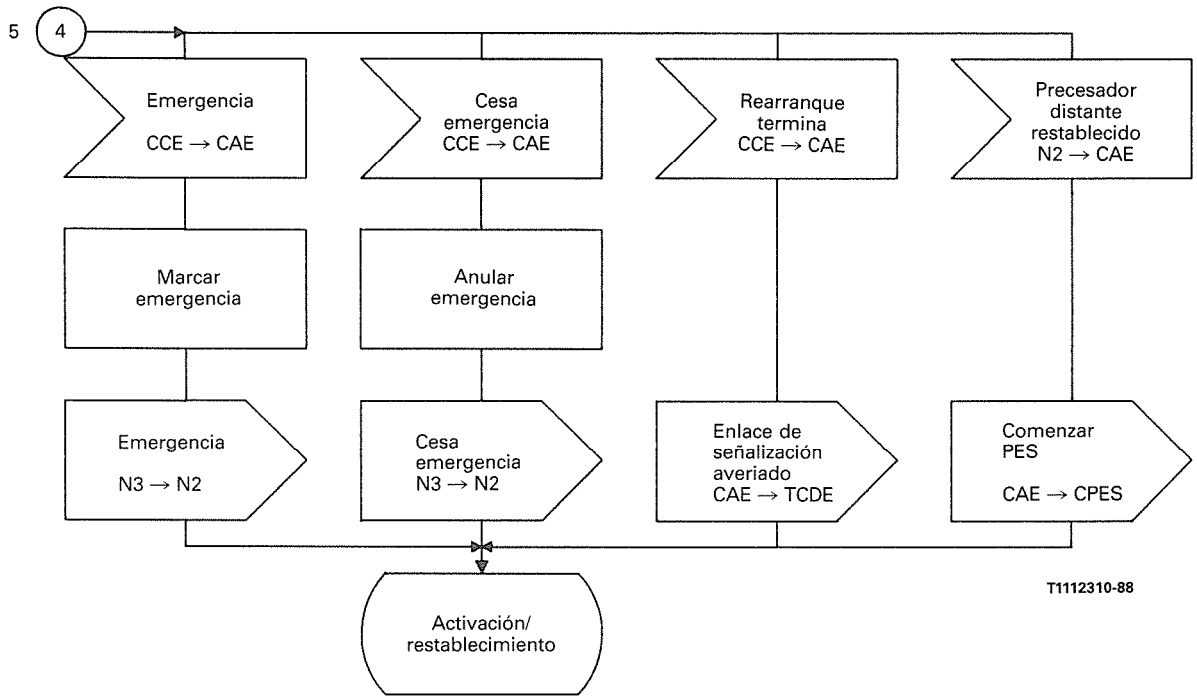 5 4
Emergencia
CCE → CAE
Cesa
emergencia
CCE → CAE
Rearranque
termina
CCE → CAE
Precesador
distante
restablecido
N2 → CAE
Marcar
emergencia
Anular
emergencia
Emergencia
N3 → N2
Cesa
emergencia
N3 → N2
Enlace de
señalización
averiado
CAE → TCDE
Comenzar
PES
CAE → CPES
T1112310-88
Activación/
restablecimiento